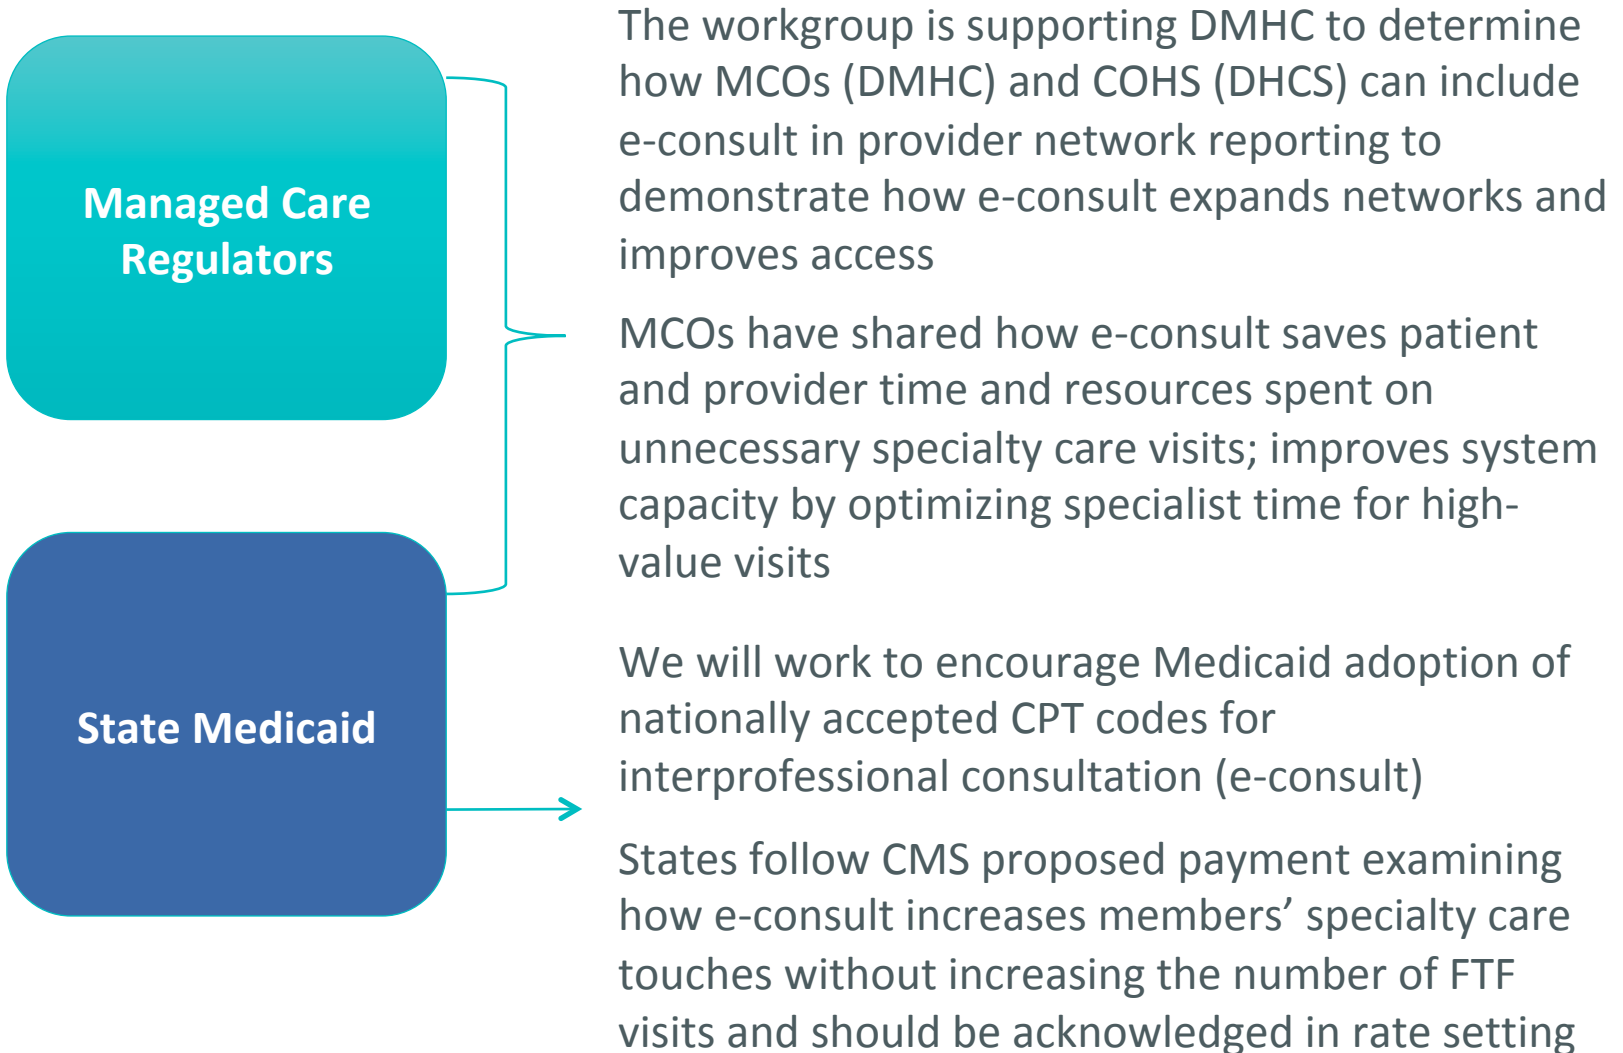 Managed Care
Regulators
State Medicaid
The workgroup is supporting DMHC to determine
how MCOs (DMHC) and COHS (DHCS) can include
e-consult in provider network reporting to
demonstrate how e-consult expands networks and
improves access
MCOs have shared how e-consult saves patient
and provider time and resources spent on
unnecessary specialty care visits; improves system
capacity by optimizing specialist time for high-
value visits
We will work to encourage Medicaid adoption of
nationally accepted CPT codes for
interprofessional consultation (e-consult)
States follow CMS proposed payment examining
how e-consult increases members’ specialty care
touches without increasing the number of FTF
visits and should be acknowledged in rate setting